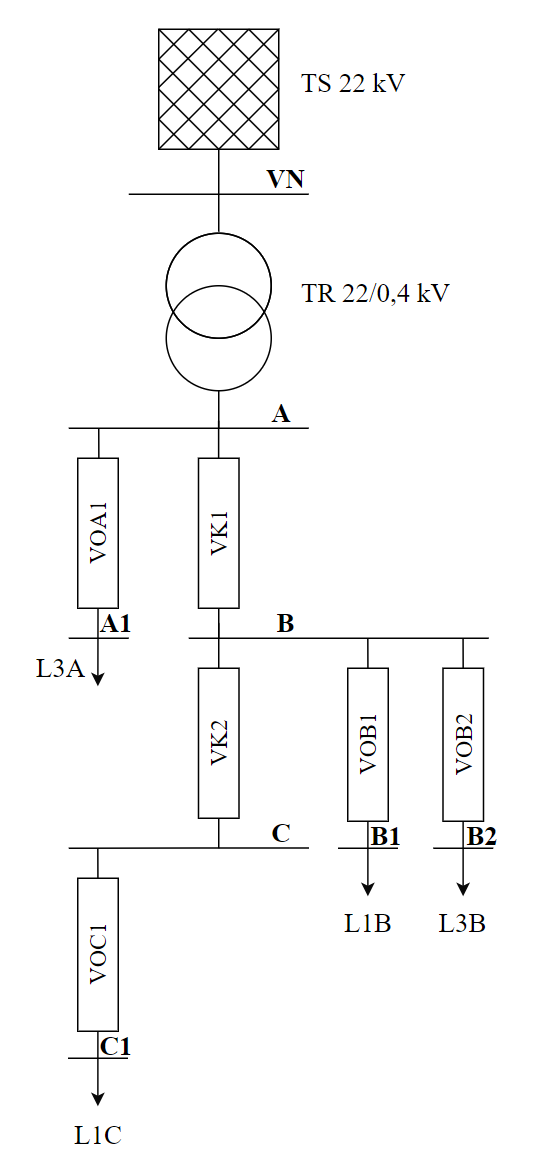 TS 22 kV
VN
TR 22/0,4 kV
A
VOA1
VK1
A1
B
L3A
VK2
VOB1
VOB2
C
B1
B2
L1B
L3B
VOC1
C1
L1C